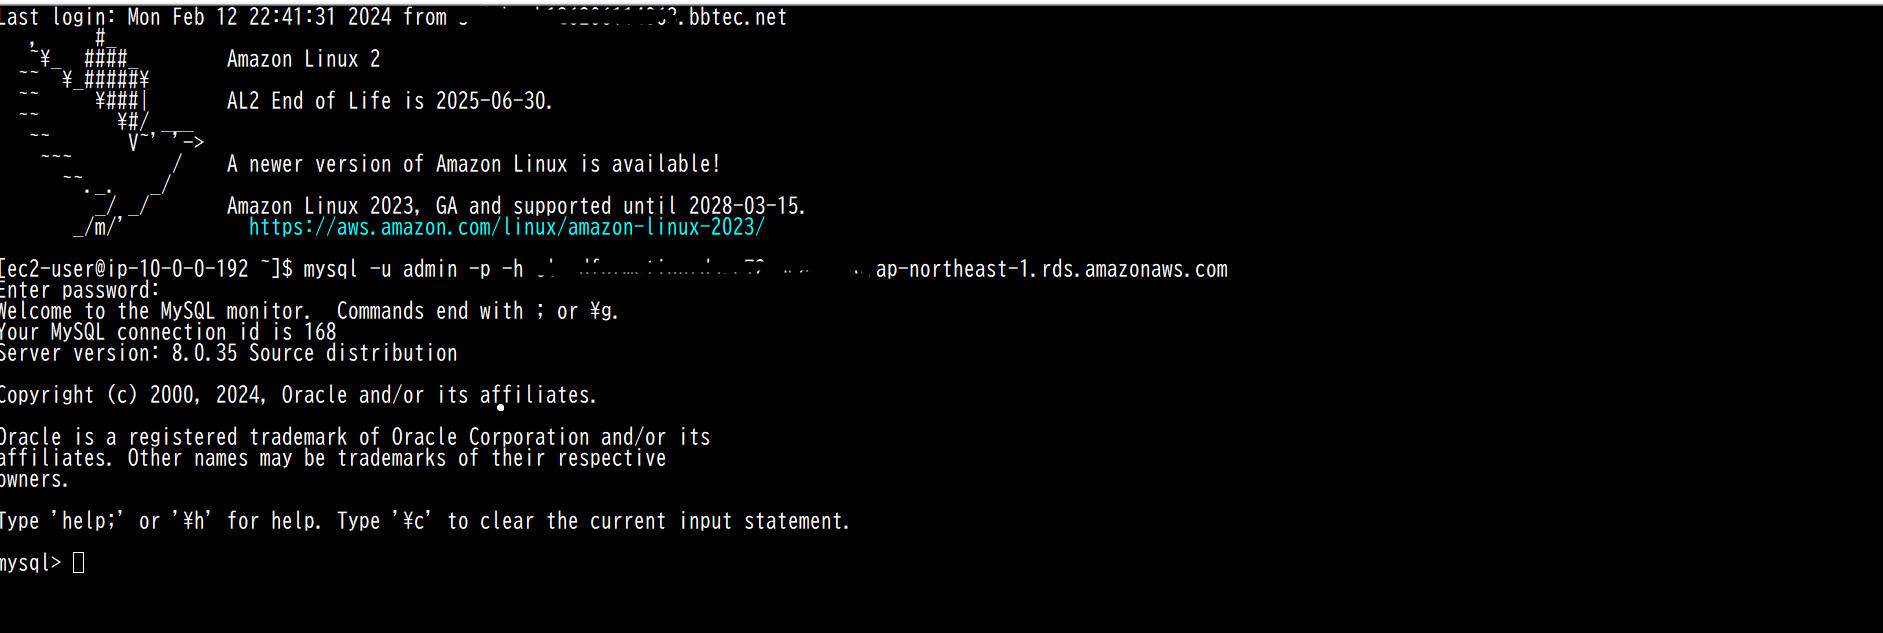 Last login: Mon Feb 12 22:41:31 2024 from .bbtec.net
Amazon Linux 2
AL2 End of Life is 2025-06-30.
A newer version of Amazon Linux is available!
Amazon Linux 2023, GA and supported until 2028-03-15.
https://aws.amazon.com/linux/amazon-linux-2023/
[ec2-user@ip-10-0-0-192 ~]$ mysql -u admin -p -h ap-northeast-1.rds.amazonaws.com
Enter password:
Welcome to the MySQL monitor.  Commands end with ; or ¥g.
Your MySQL connection id is 168
Server version: 8.0.35 Source distribution
Copyright (c) 2000, 2024, Oracle and/or its affiliates.
Oracle is a registered trademark of Oracle Corporation and/or its
affiliates. Other names may be trademarks of their respective
owners.
Type 'help;' or '¥h' for help. Type '¥c' to clear the current input statement.
mysql>